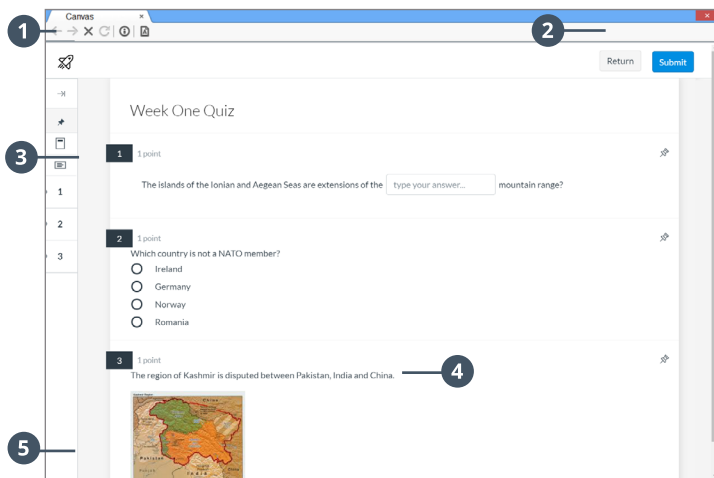 Canvas ×
×
1
2
Return
Submit
Week One Quiz
3
1 1 point
The islands of the Ionian and Aegean Seas are extensions of the type your answer... mountain range?
1
2
3
2 1 point
Which country is not a NATO member?
Ireland
Germany
Norway
Romania
3 1 point
The region of Kashmir is disputed between Pakistan, India and China.
4
China
Pakistan
INDIA
5